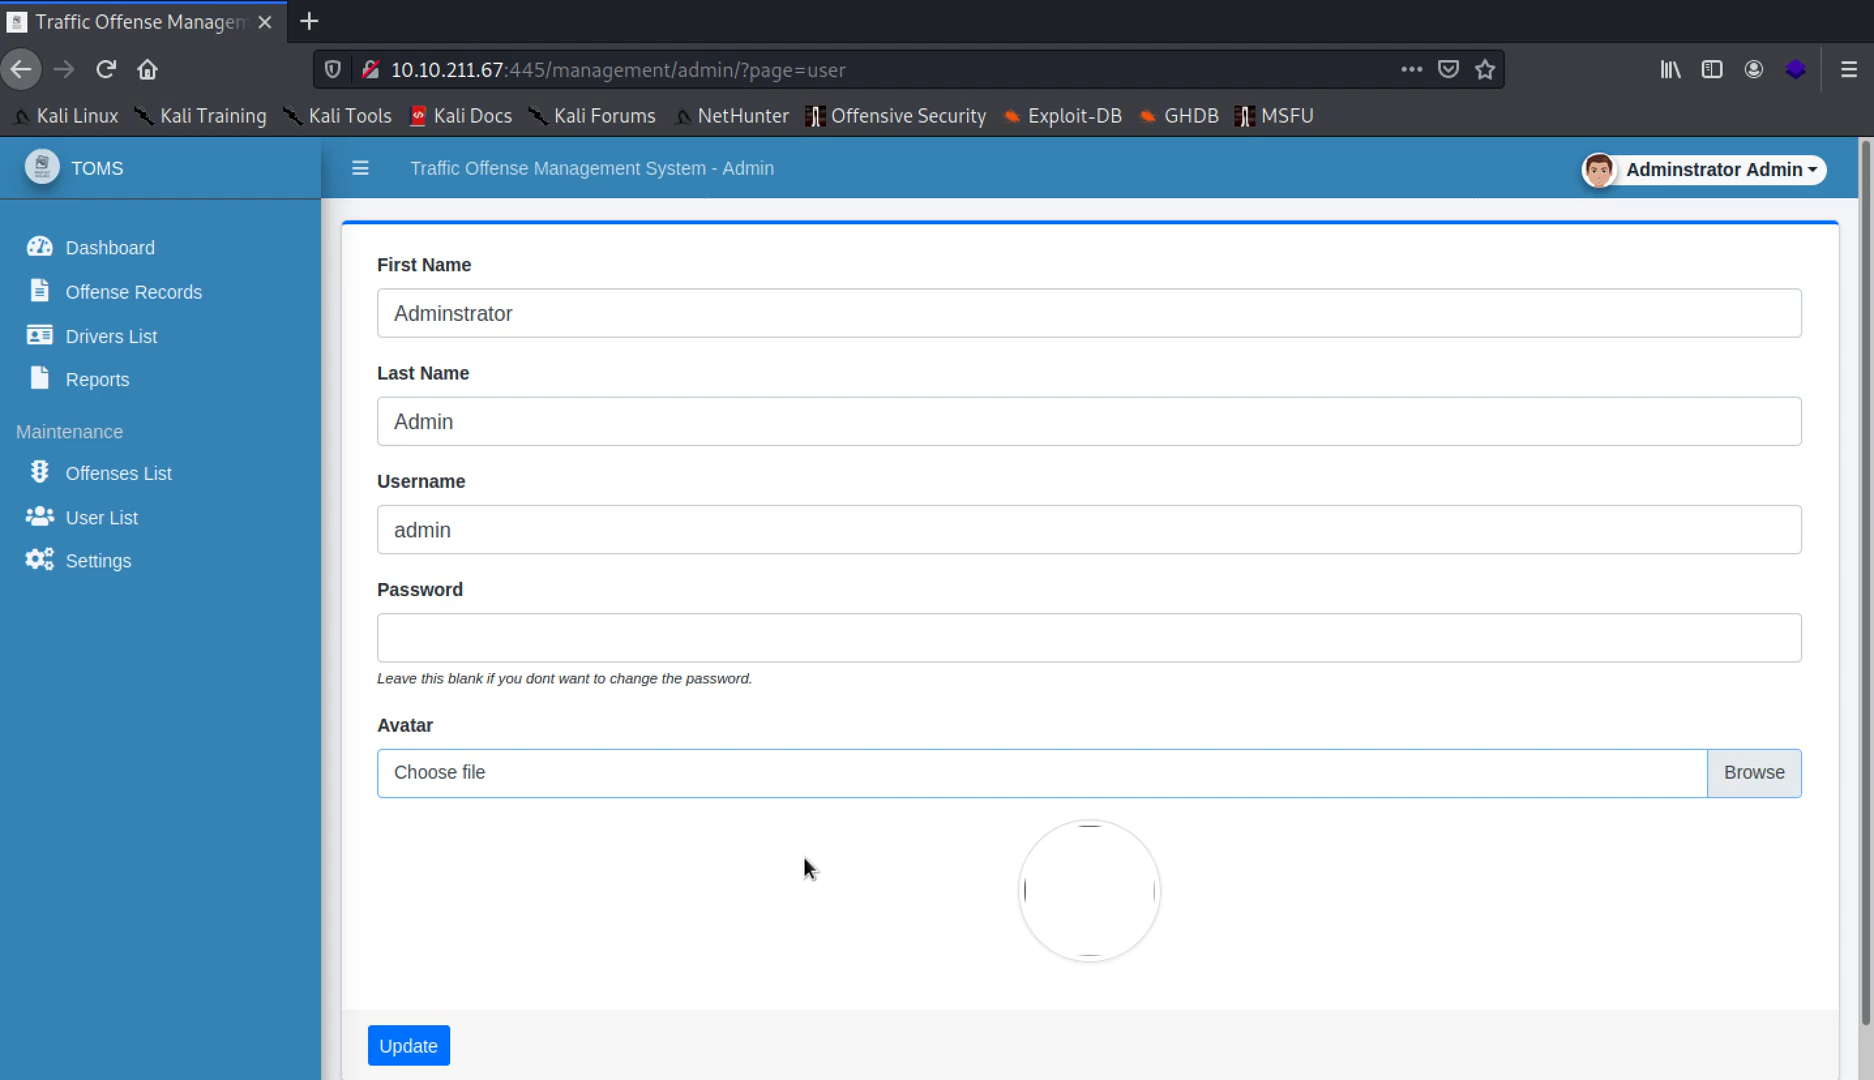 Traffic Offense Managem
10.10.211.67:445/management/admin/?page=user
Kali Linux Kali Training Kali Tools Kali Docs Kali Forums NetHunter Offensive Security Exploit-DB GHDB MSFU
TOMS
Traffic Offense Management System - Admin
Adminstrator Admin
Dashboard
Offense Records
Drivers List
Reports
Maintenance
Offenses List
User List
Settings
First Name
Adminstrator
Last Name
Admin
Username
admin
Password
Leave this blank if you dont want to change the password.
Avatar
Choose file
Browse
Update